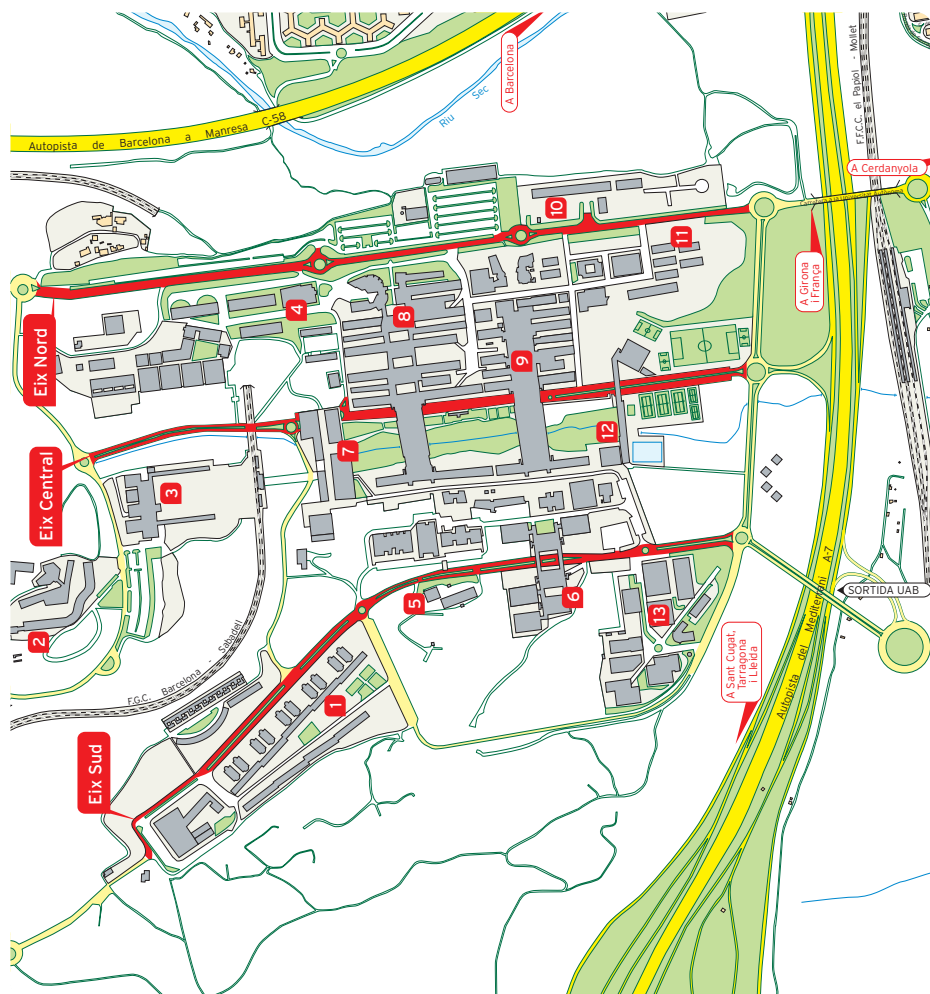 Autopista de Barcelona a Manresa C-58
A Barcelona
Riu Sec
F.F.C.C. el Papiol - Mollet
A Cerdanyola
A Girona
i França
Eix Nord
Eix Central
Eix Sud
F.G.C. Barcelona - Sabadell
1
2
3
4
5
6
7
8
9
10
11
12
13
A Sant Cugat,
Tarragona
i Lleida
Autopista del Mediterrani A-7
SORTIDA UAB